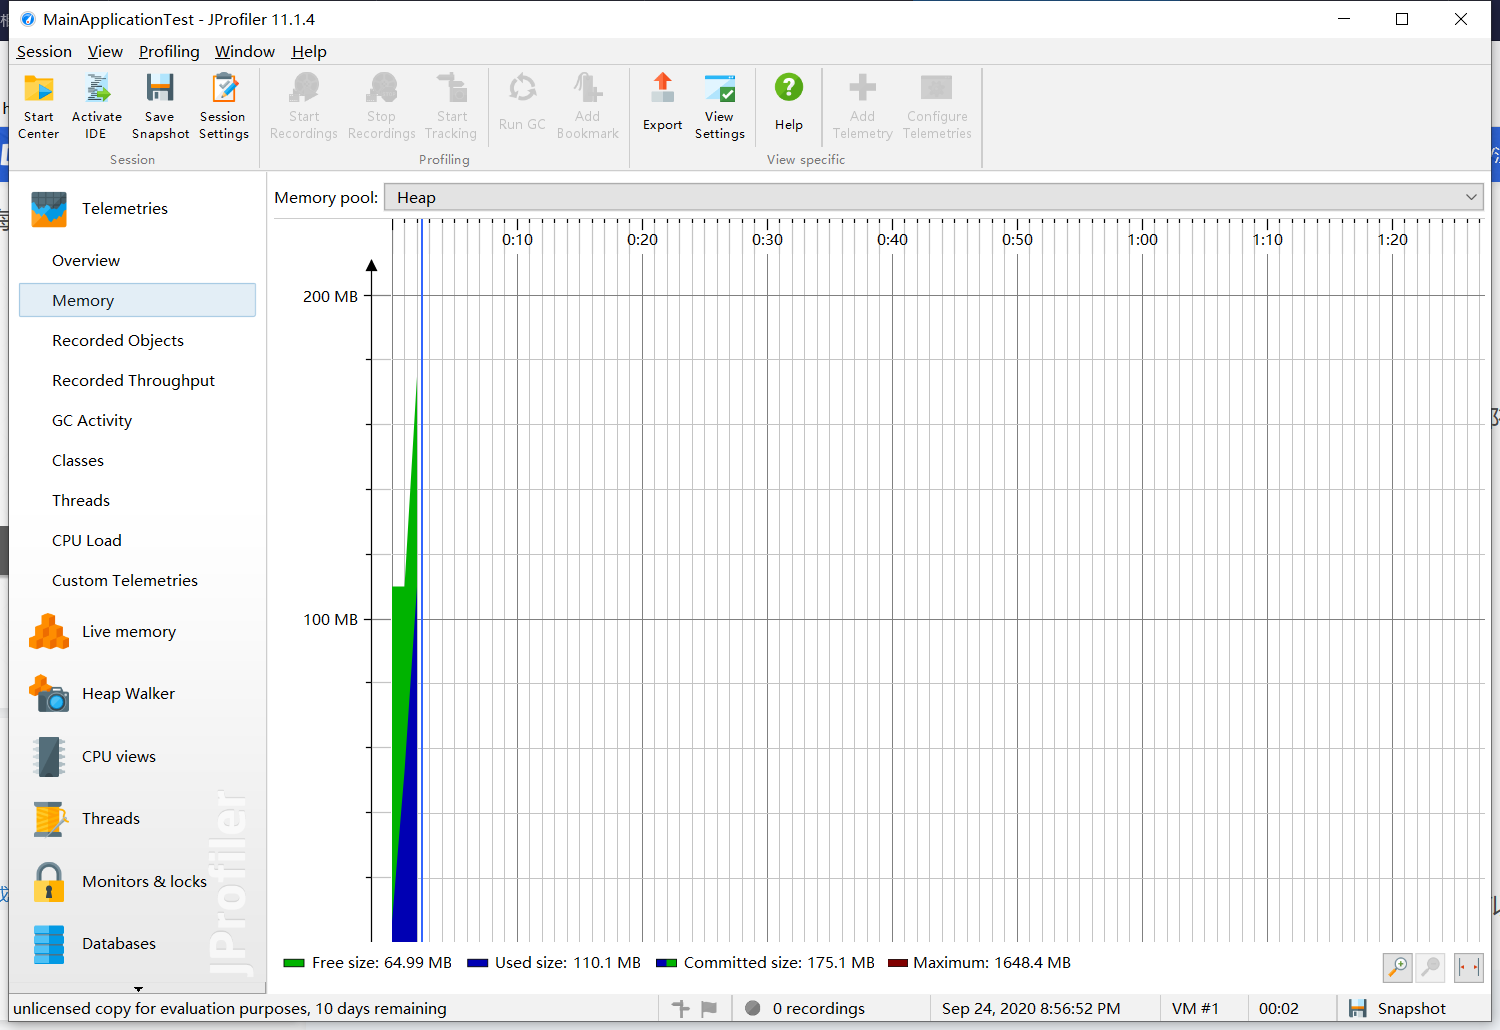 MainApplicationTest - JProfiler 11.1.4
Session View Profiling Window Help
Start Center
Activate IDE
Save Snapshot
Session Settings
Start Recordings
Stop Recordings
Start Tracking
Run GC
Add Bookmark
Export
View Settings
Help
Add Telemetry
Configure Telemetries
Session
Profiling
View specific
Telemetries
Overview
Memory
Recorded Objects
Recorded Throughput
GC Activity
Classes
Threads
CPU Load
Custom Telemetries
Live memory
Heap Walker
CPU views
Threads
Monitors & locks
Databases
JProfiler
Memory pool: Heap
0:10 0:20 0:30 0:40 0:50 1:00 1:10 1:20
200 MB
100 MB
Free size: 64.99 MB Used size: 110.1 MB Committed size: 175.1 MB Maximum: 1648.4 MB
unlicensed copy for evaluation purposes, 10 days remaining
0 recordings
Sep 24, 2020 8:56:52 PM
VM #1
00:02
Snapshot